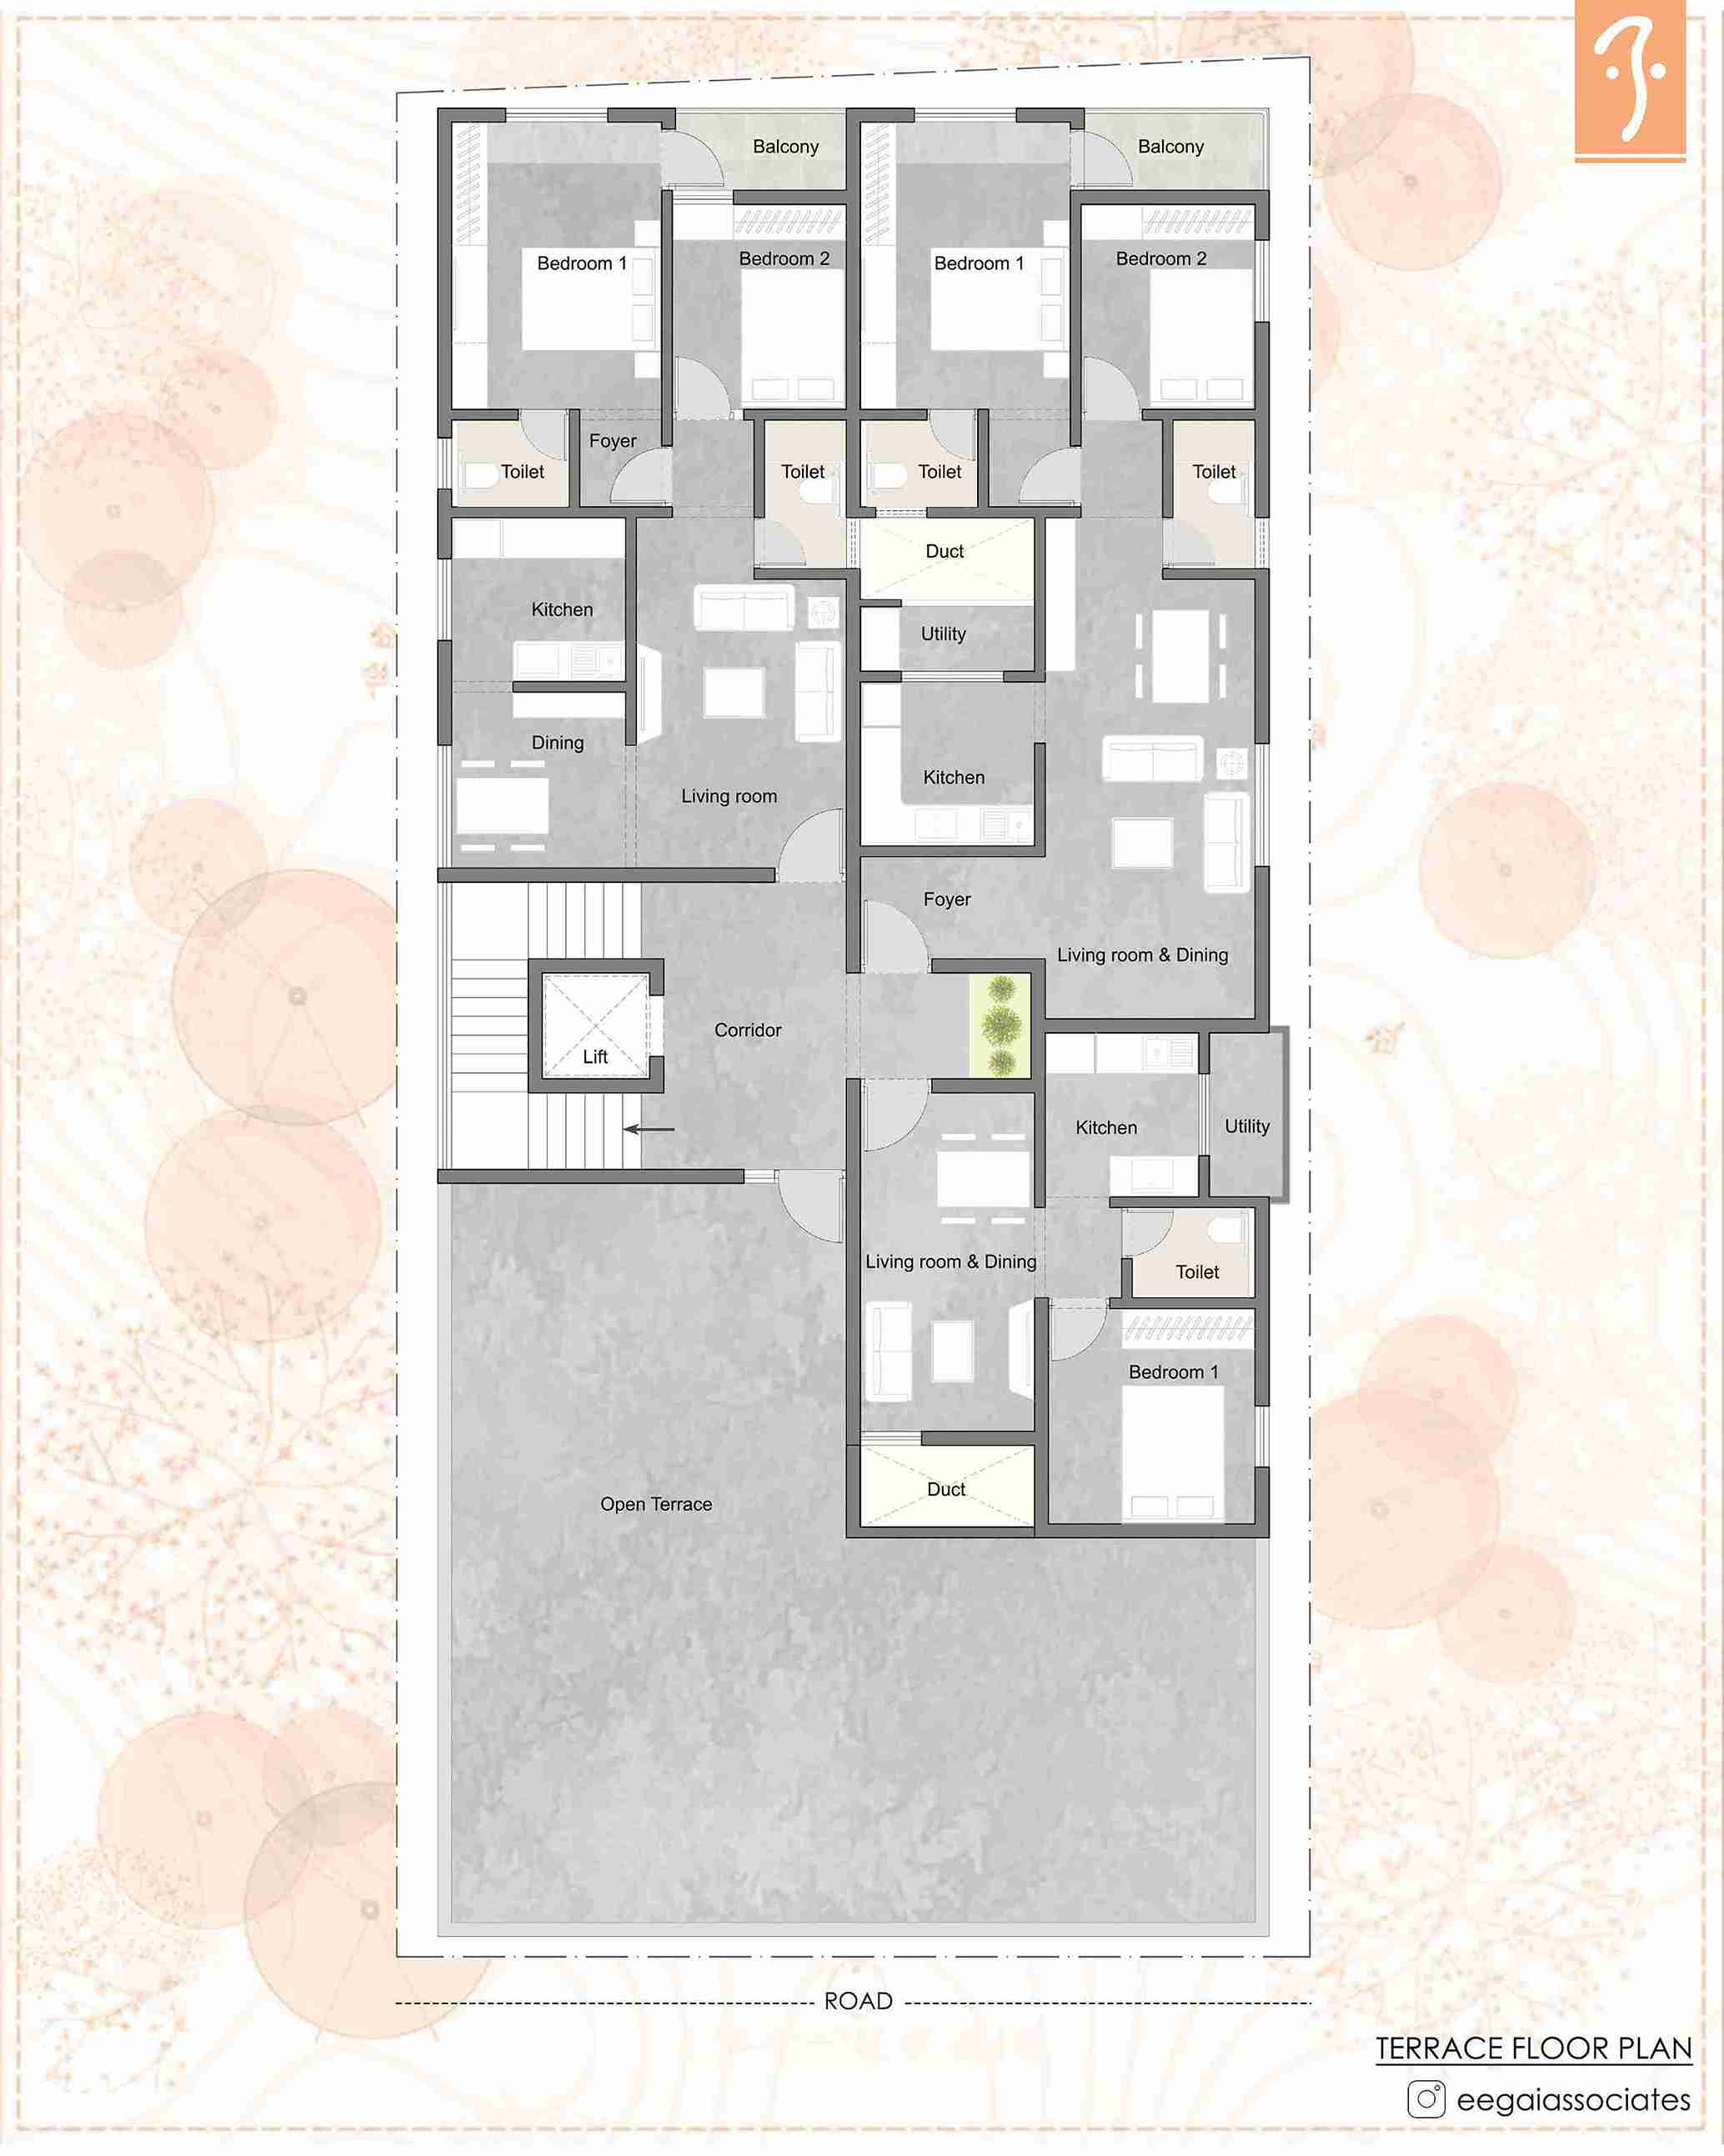 Balcony
Balcony
Bedroom 1
Bedroom 2
Bedroom 1
Bedroom 2
Foyer
Toilet
Toilet
Toilet
Toilet
Duct
Kitchen
Utility
Dining
Kitchen
Living room
Foyer
Living room & Dining
Corridor
Lift
Kitchen
Utility
Living room & Dining
Toilet
Bedroom 1
Duct
Open Terrace
ROAD
TERRACE FLOOR PLAN
eegaiassociates